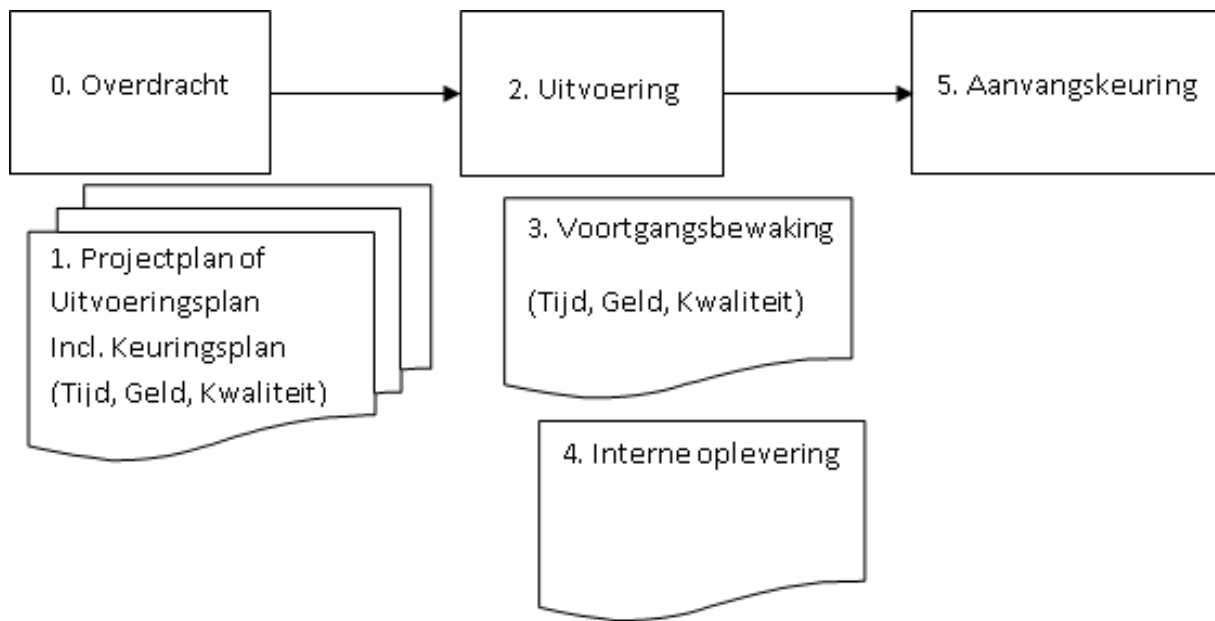 0. Overdracht
2. Uitvoering
5. Aanvangskeuring
1. Projectplan of
Uitvoeringsplan
Incl. Keuringsplan
(Tijd, Geld, Kwaliteit)
3. Voortgangsbewaking
(Tijd, Geld, Kwaliteit)
4. Interne oplevering